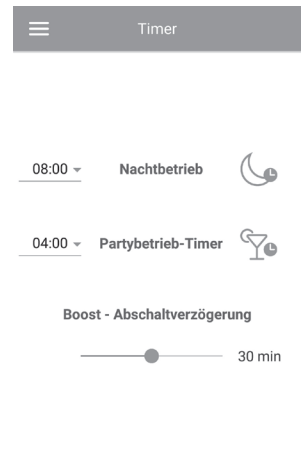 Timer
08:00 Nachtbetrieb
04:00 Partybetrieb-Timer
Boost - Abschaltverzögerung
30 min